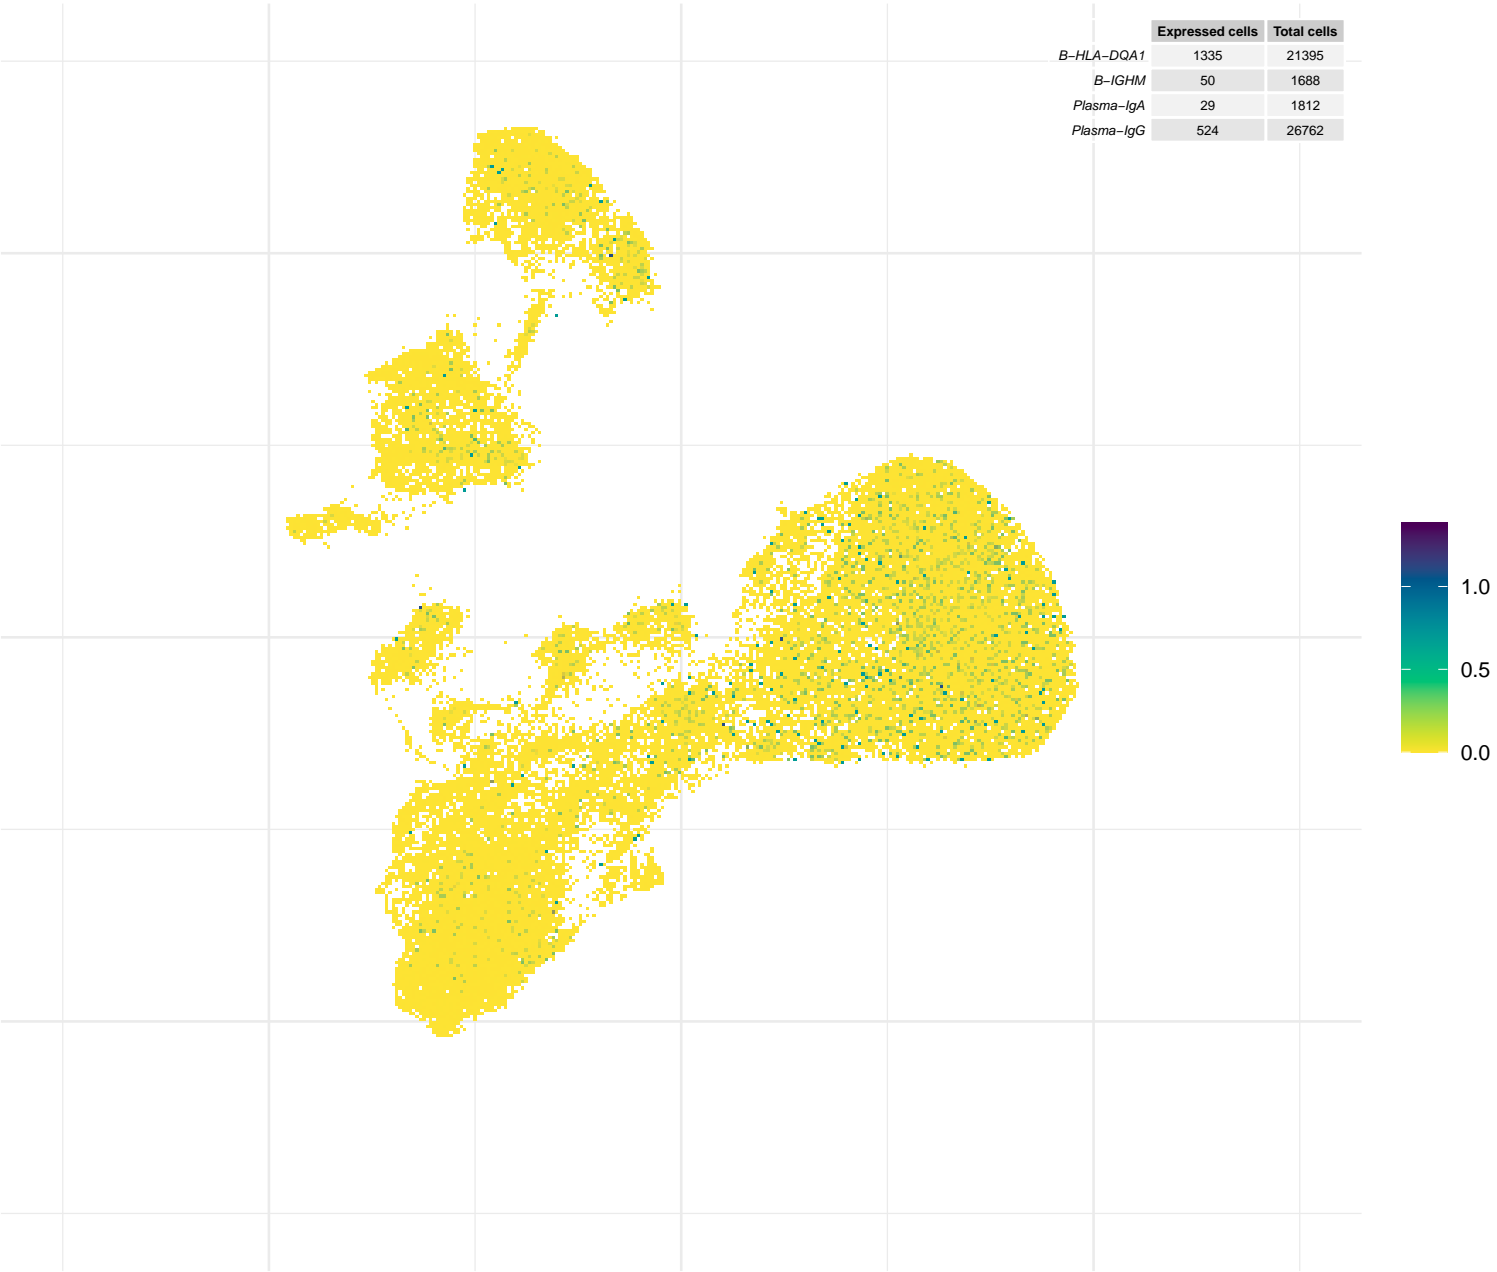 Expressed cells Total cells
B−HLA−DQA1 1335 21395
B−IGHM 50 1688
Plasma−IgA 29 1812
Plasma−IgG 524 26762
1.0
0.5
0.0